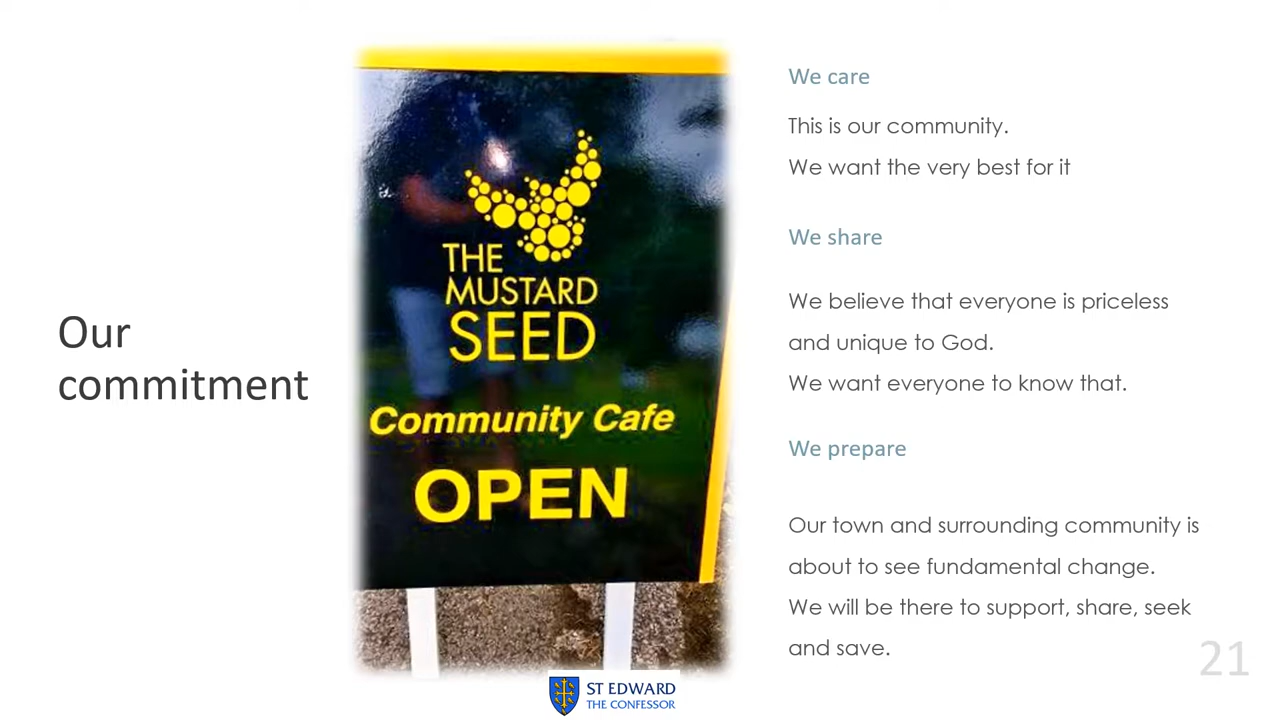 Our
commitment
THE
MUSTARD
SEED
Community Cafe
OPEN
We care
This is our community.
We want the very best for it
We share
We believe that everyone is priceless
and unique to God.
We want everyone to know that.
We prepare
Our town and surrounding community is
about to see fundamental change.
We will be there to support, share, seek
and save.
ST EDWARD
THE CONFESSOR
21